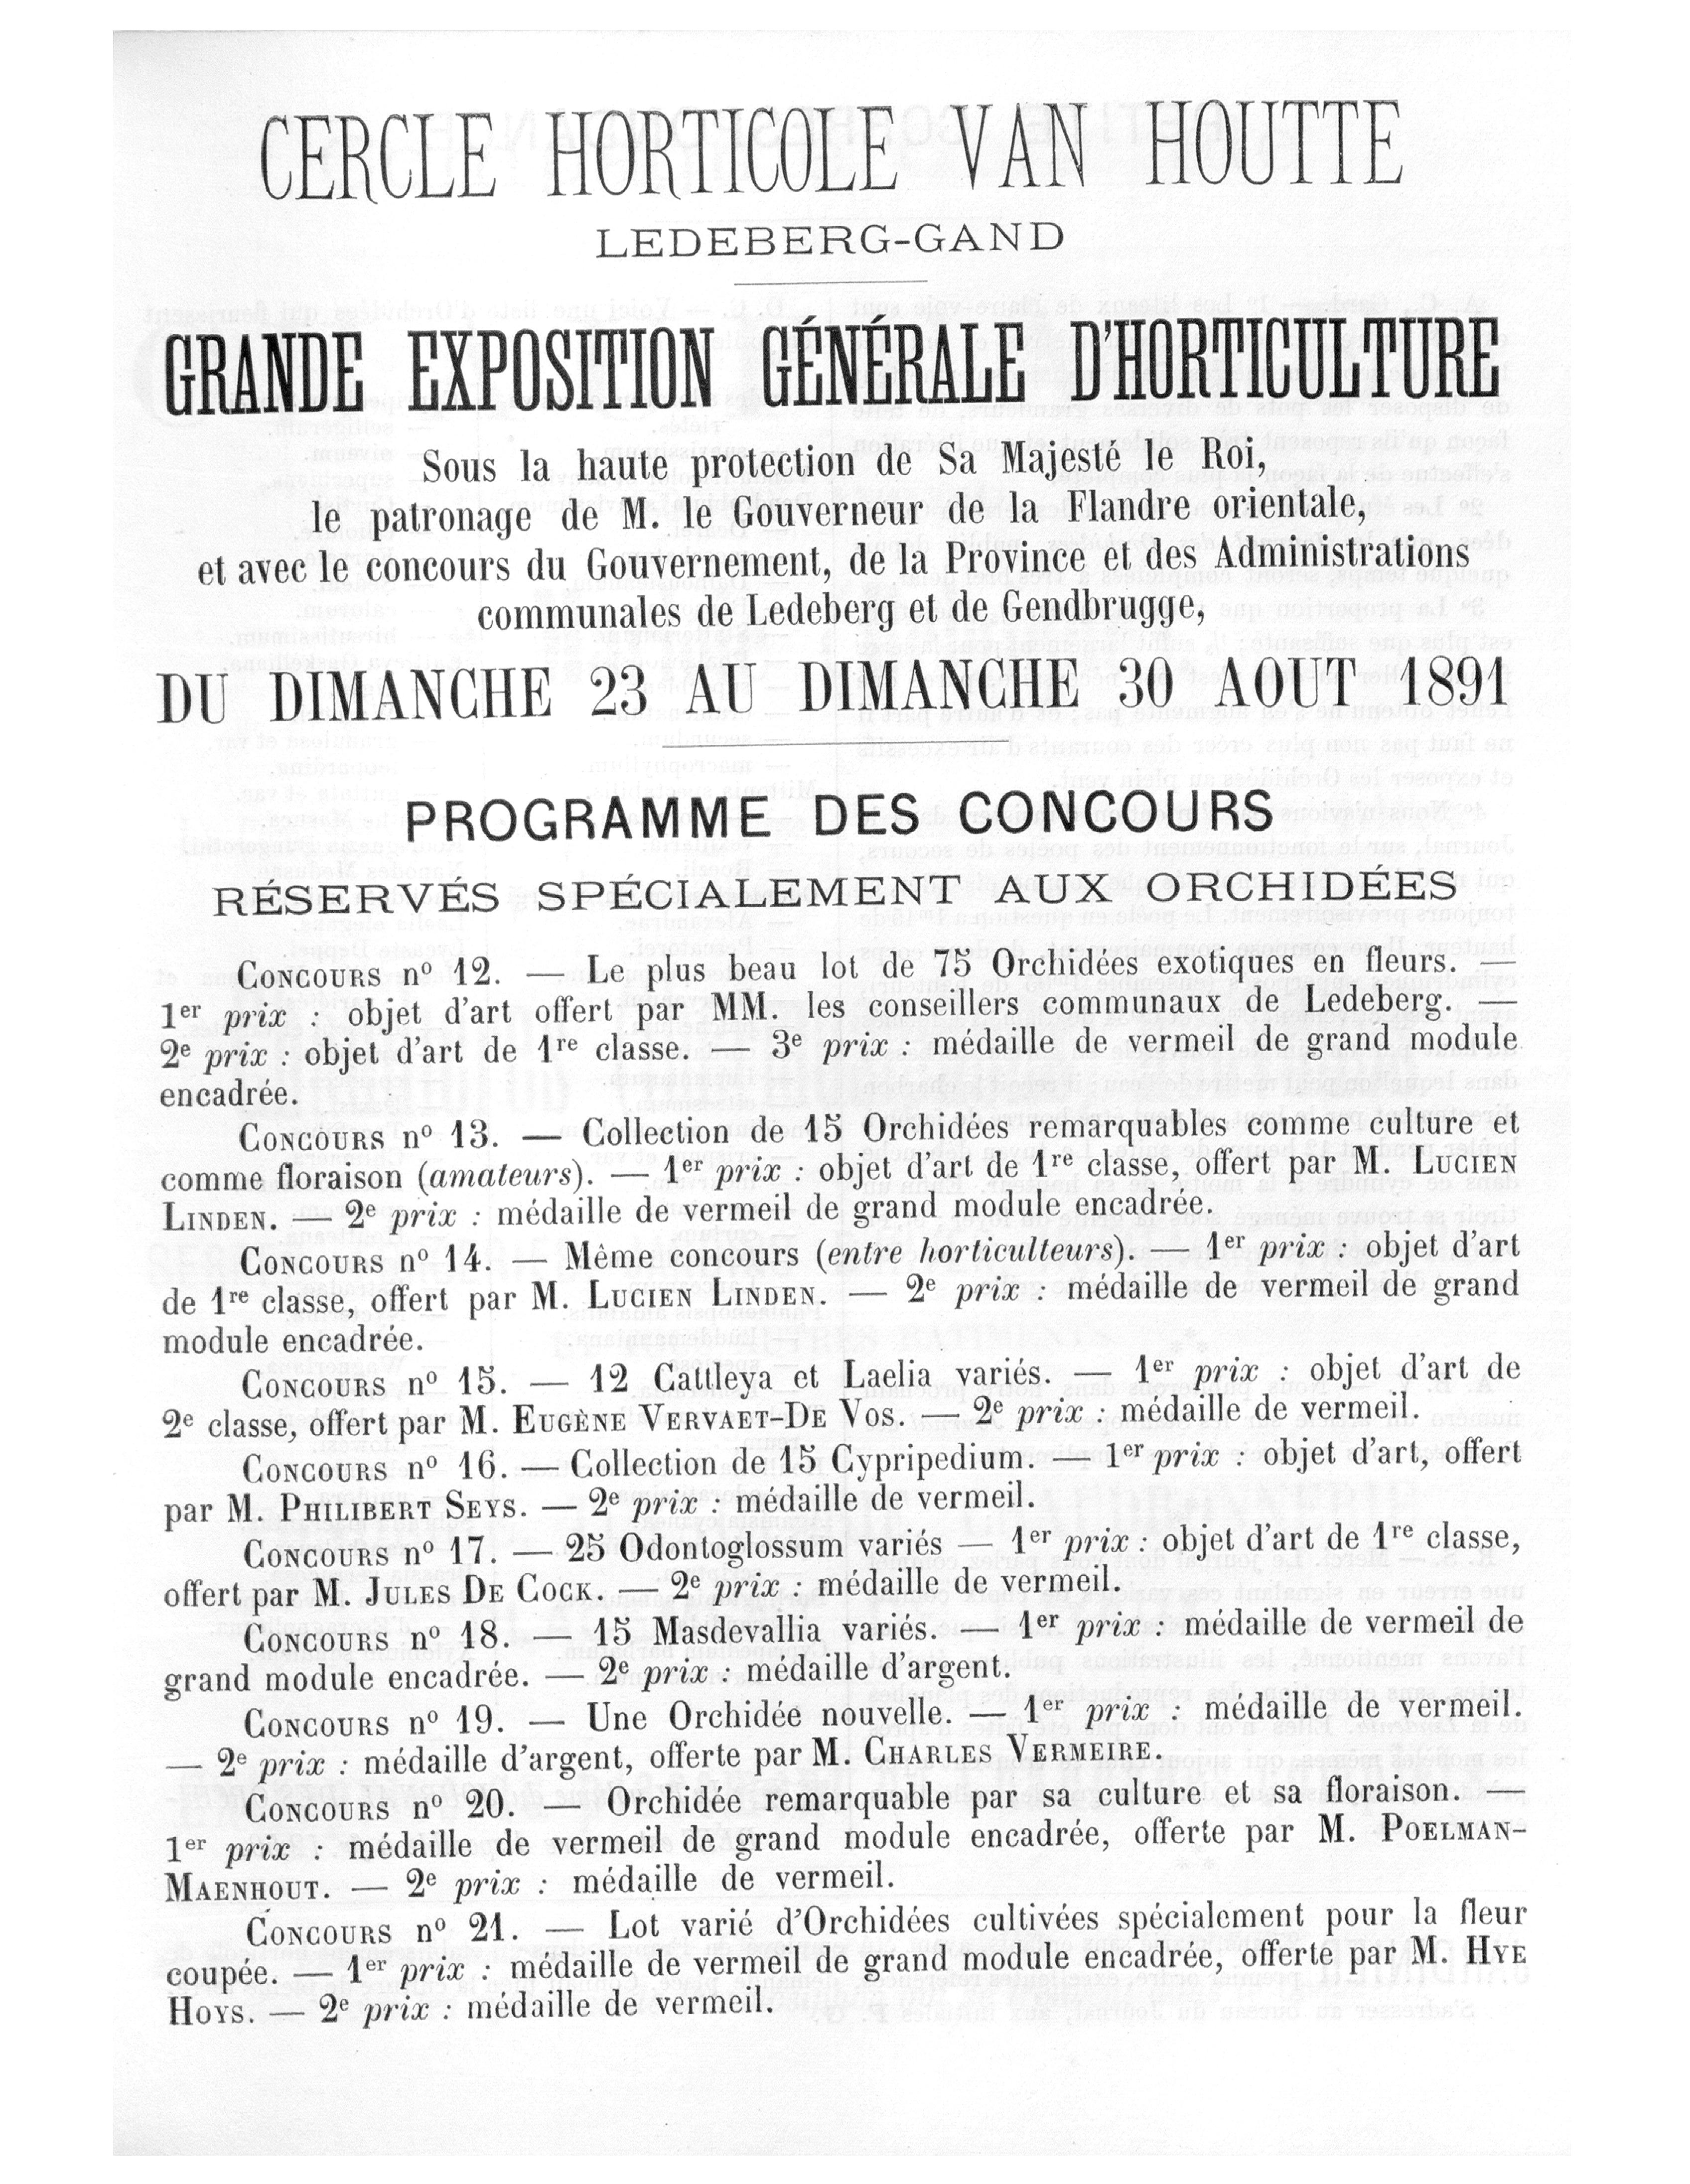 CERCLE HORTICOLE VAN HOUTTE
LEDEBERG-GAND
GRANDE EXPOSITION GÉNÉRALE D'HORTICULTURE
Sous la haute protection de Sa Majesté le Roi,
le patronage de M. le Gouverneur de la Flandre orientale,
et avec le concours du Gouvernement, de la Province et des Administrations
communales de Ledeberg et de Gendbrugge,
DU DIMANCHE 23 AU DIMANCHE 30 AOUT 1891
PROGRAMME DES CONCOURS
RÉSERVÉS SPÉCIALEMENT AUX ORCHIDÉES
CONCOURS nº 12. — Le plus beau lot de 75 Orchidées exotiques en fleurs. —
1er prix : objet d'art offert par MM. les conseillers communaux de Ledeberg. —
2e prix : objet d'art de 1re classe. — 3e prix : médaille de vermeil de grand module
encadrée.
CONCOURS nº 13. — Collection de 15 Orchidées remarquables comme culture et
comme floraison (amateurs). — 1er prix : objet d'art de 1re classe, offert par M. LUCIEN
LINDEN. — 2e prix : médaille de vermeil de grand module encadrée.
CONCOURS nº 14. — Même concours (entre horticulteurs). — 1er prix : objet d'art
de 1re classe, offert par M. LUCIEN LINDEN. — 2e prix : médaille de vermeil de grand
module encadrée.
CONCOURS nº 15. — 12 Cattleya et Laelia variés. — 1er prix : objet d'art de
2e classe, offert par M. EUGÈNE VERVAET-DE VOS. — 2e prix : médaille de vermeil.
CONCOURS nº 16. — Collection de 15 Cypripedium. — 1er prix : objet d'art, offert
par M. PHILIBERT SEYS. — 2e prix : médaille de vermeil.
CONCOURS nº 17. — 25 Odontoglossum variés — 1er prix : objet d'art de 1re classe,
offert par M. JULES DE COCK. — 2e prix : médaille de vermeil.
CONCOURS nº 18. — 15 Masdevallia variés. — 1er prix : médaille de vermeil de
grand module encadrée. — 2e prix : médaille d'argent.
CONCOURS nº 19. — Une Orchidée nouvelle. — 1er prix : médaille de vermeil.
— 2e prix : médaille d'argent, offerte par M. CHARLES VERMEIRE.
CONCOURS nº 20. — Orchidée remarquable par sa culture et sa floraison. —
1er prix : médaille de vermeil de grand module encadrée, offerte par M. POELMAN-
MAENHOUT. — 2e prix : médaille de vermeil.
CONCOURS nº 21. — Lot varié d'Orchidées cultivées spécialement pour la fleur
coupée. — 1er prix : médaille de vermeil de grand module encadrée, offerte par M. HYE
HOYS. — 2e prix : médaille de vermeil.